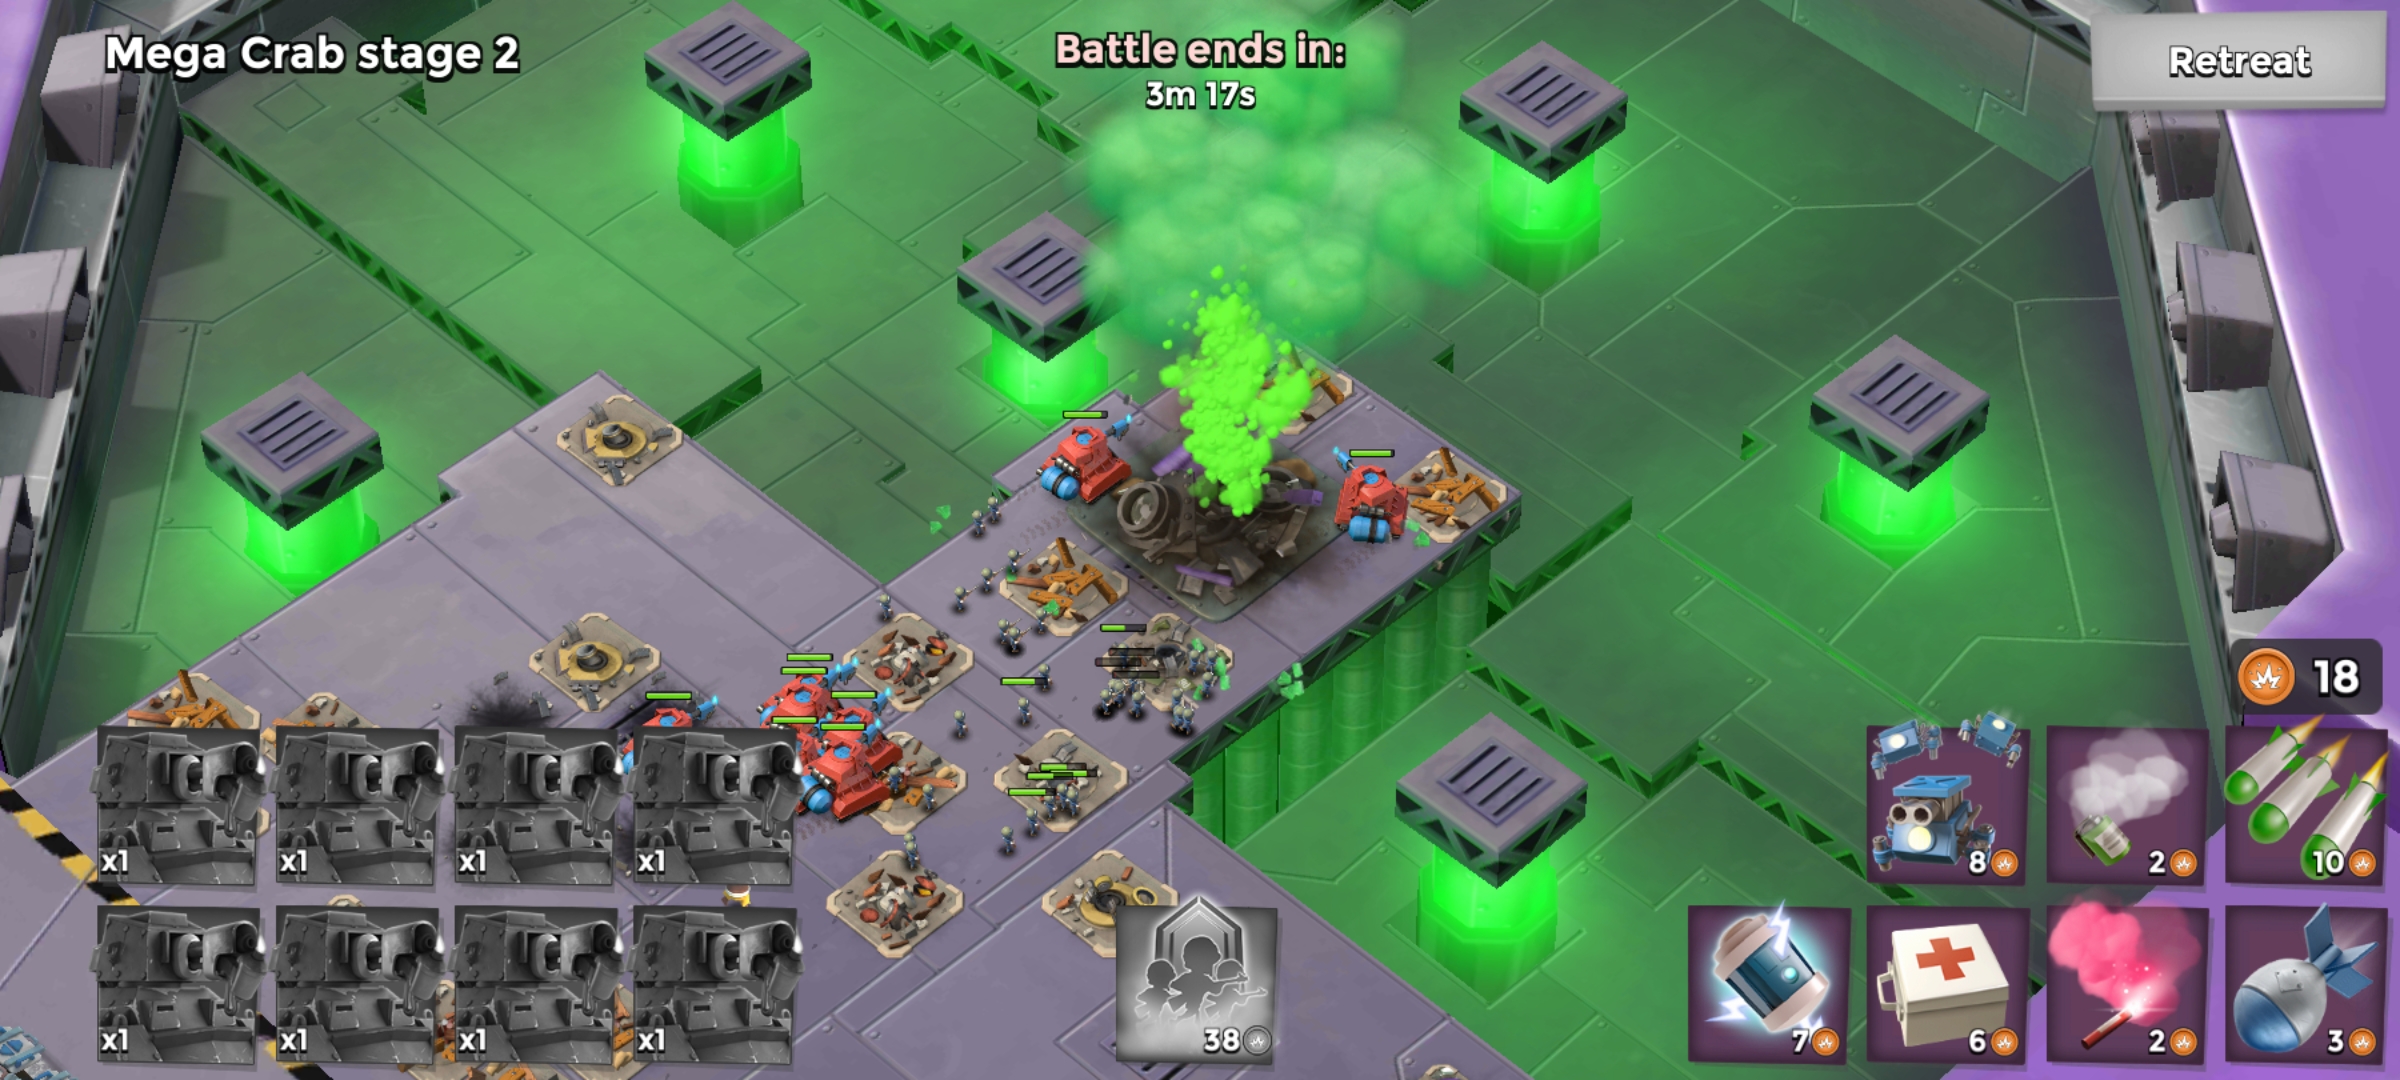 Mega Crab stage 2
Battle ends in:
3m 17s
Retreat
18
8
2
10
x1
x1
x1
x1
x1
x1
x1
x1
38
7
6
2
3